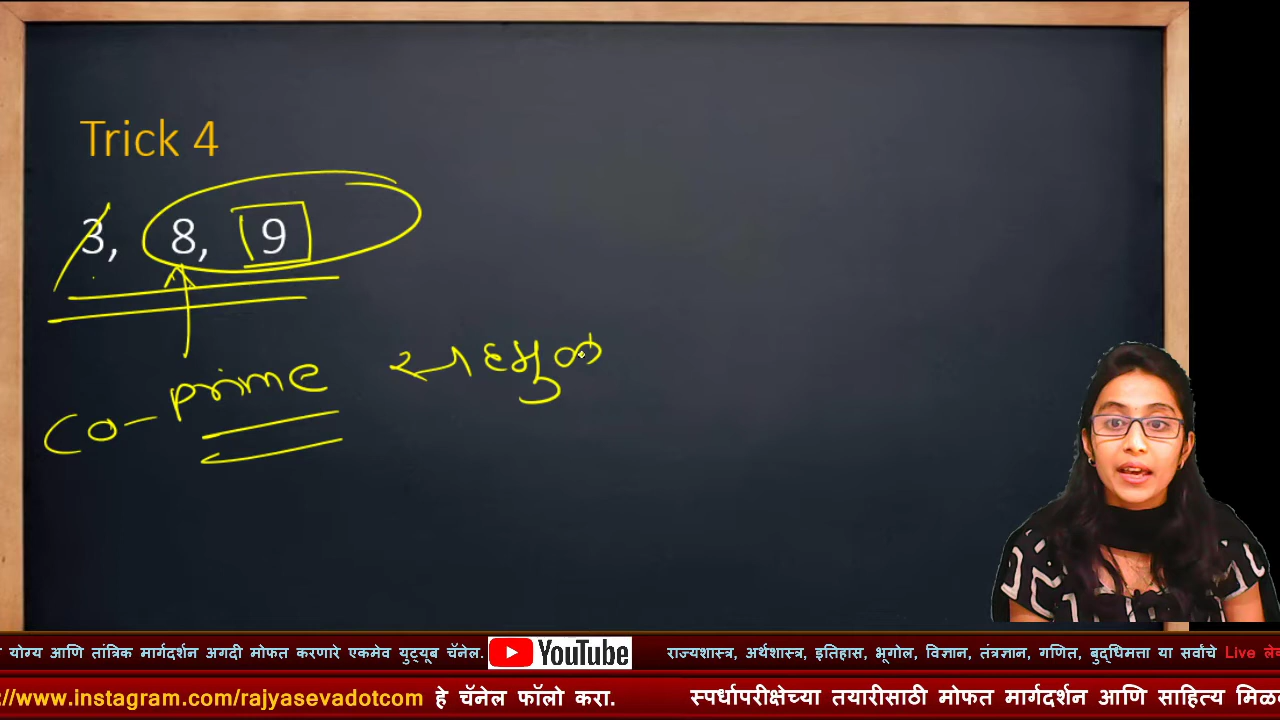 Trick 4
3, 8, 9
Co-prime सहमुळ
योग्य आणि तांत्रिक मार्गदर्शन अगदी मोफत करणारे एकमेव युट्यूब चॅनेल. YouTube राज्यशास्त्र, अर्थशास्त्र, इतिहास, भूगोल, विज्ञान, तंत्रज्ञान, गणित, बुद्धिमत्ता या सर्वांचे Live
//www.instagram.com/rajyasevadotcom हे चॅनेल फॉलो करा. स्पर्धापरीक्षेच्या तयारीसाठी मोफत मार्गदर्शन आणि साहित्य